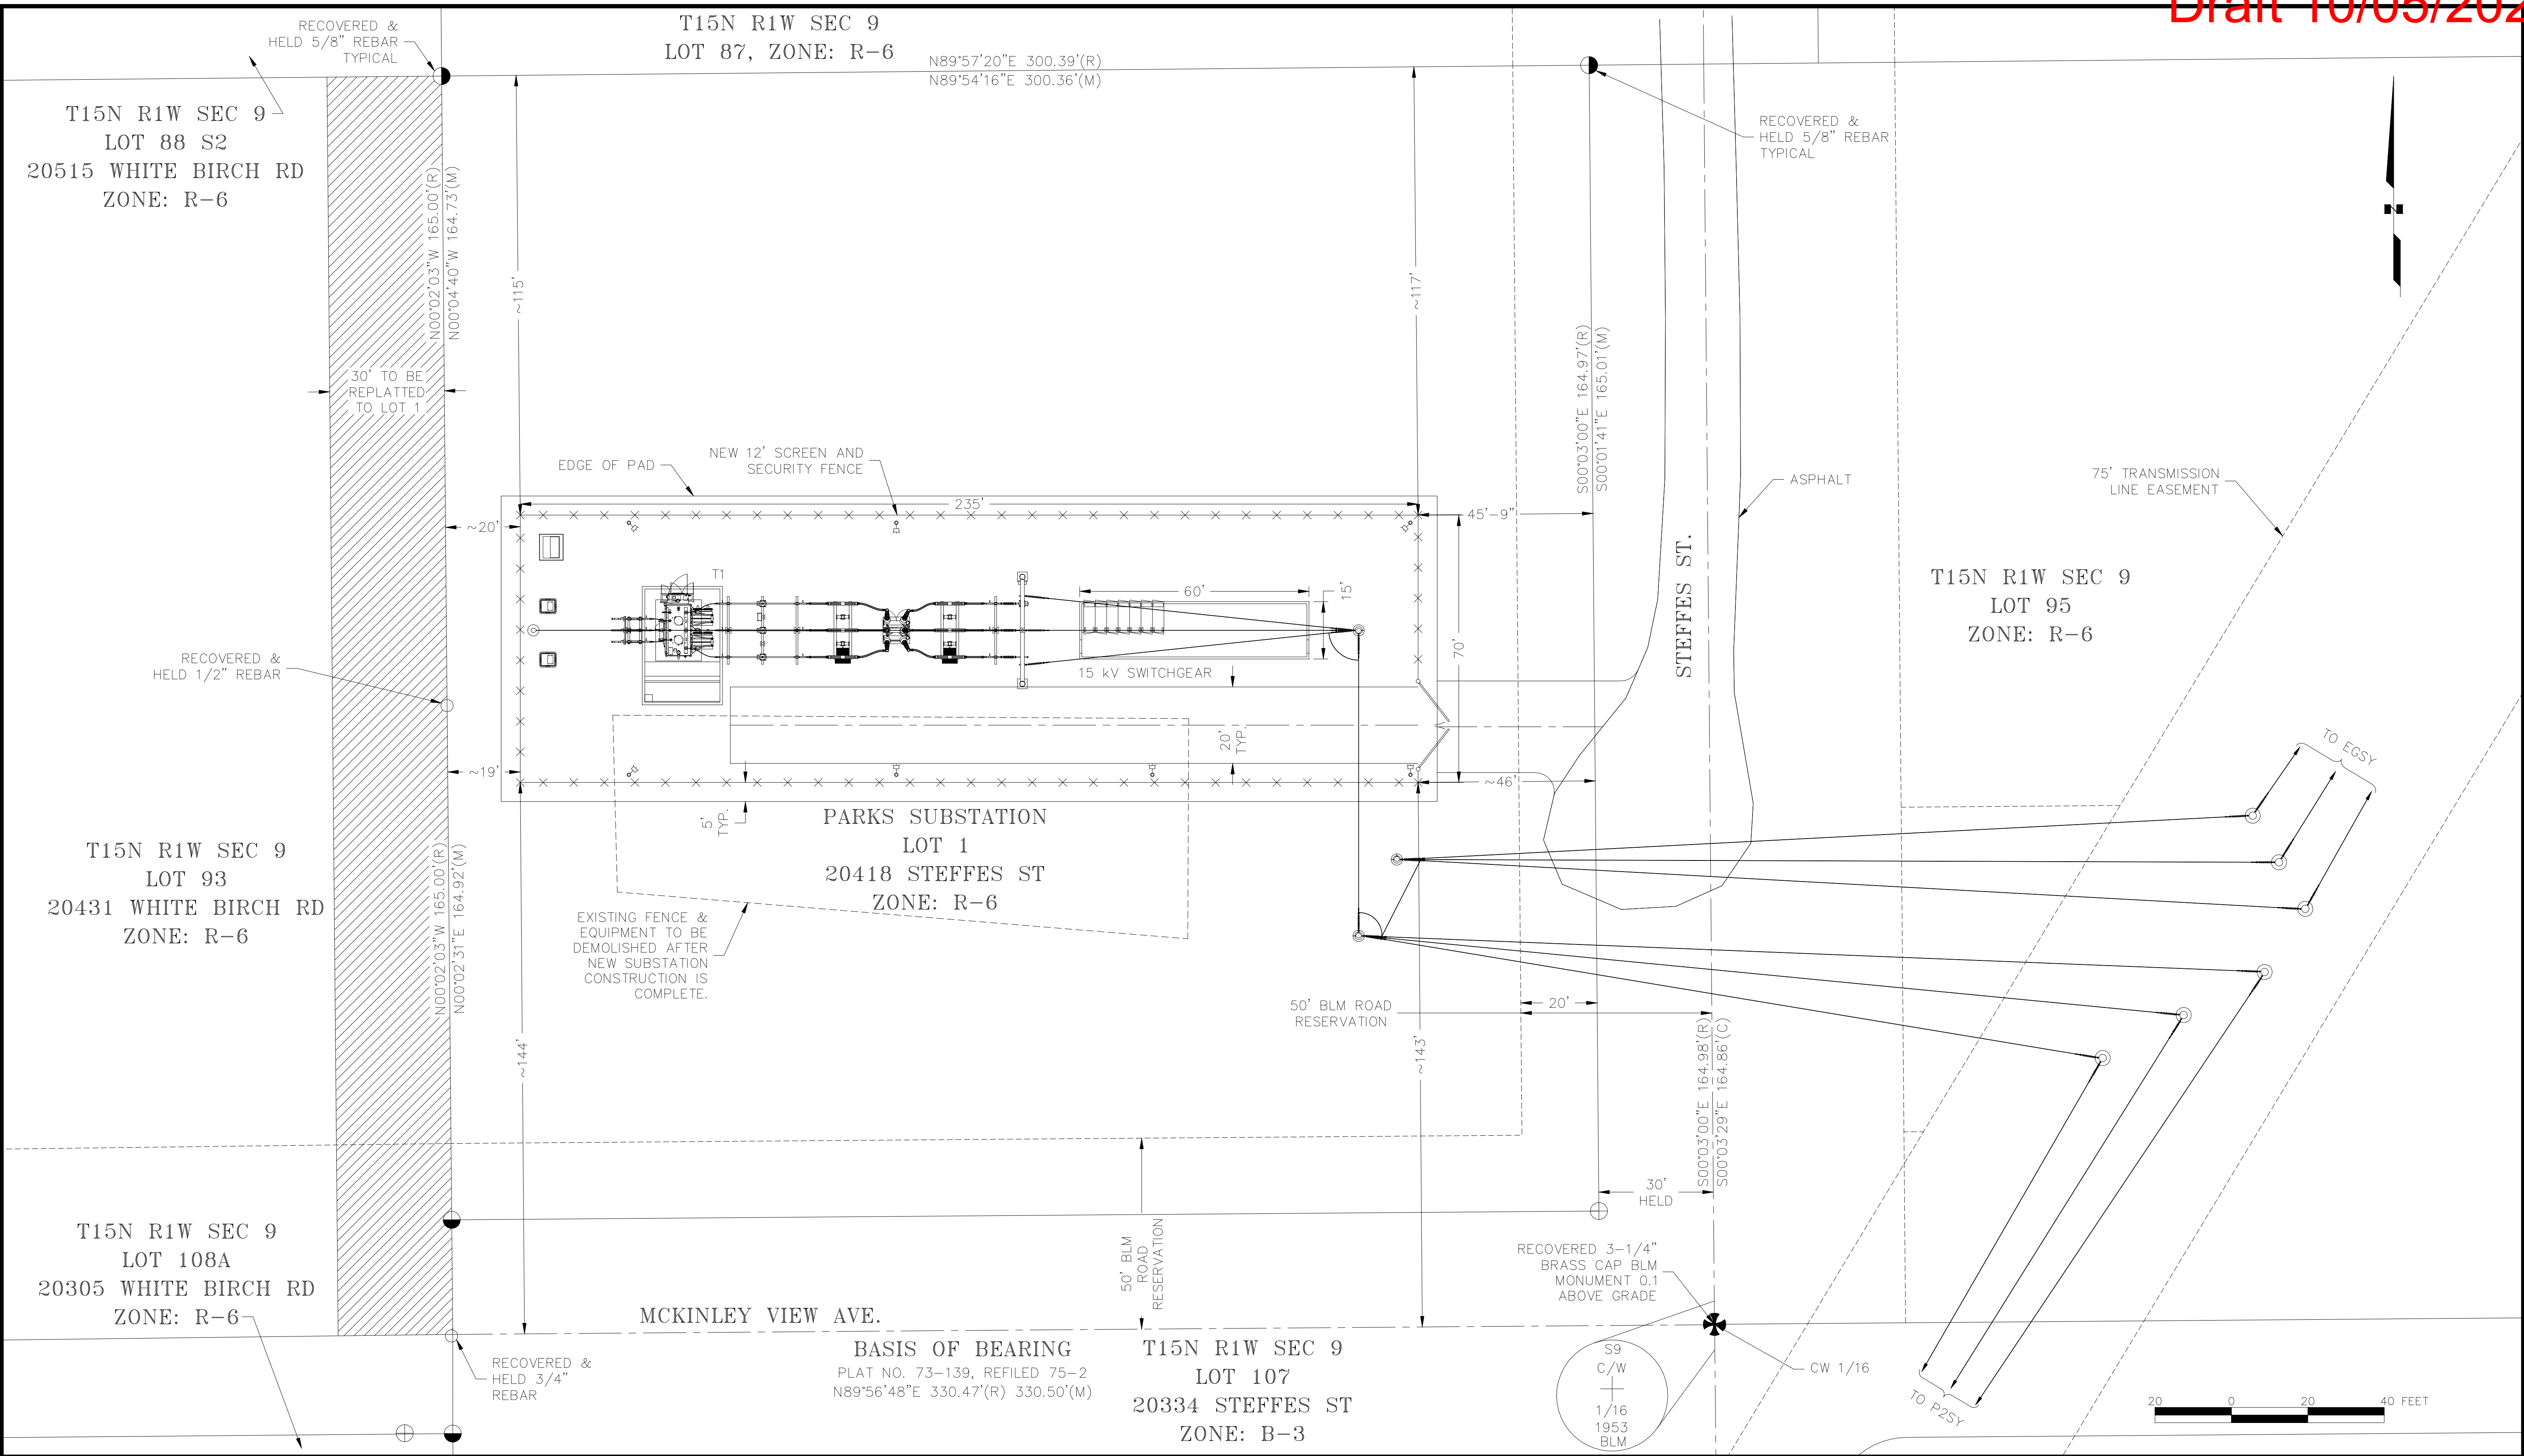 Draft 10/05/202
RECOVERED &
HELD 5/8" REBAR
TYPICAL
T15N R1W SEC 9
LOT 87, ZONE: R-6
N89°57'20"E 300.39'(R)
N89°54'16"E 300.36'(M)
T15N R1W SEC 9
LOT 88 S2
20515 WHITE BIRCH RD
ZONE: R-6
N00°02'03"W 165.00'(R)
N00°04'40"W 164.73'(M)
RECOVERED &
HELD 5/8" REBAR
TYPICAL
N
~115'
~117'
30' TO BE
REPLATTED
TO LOT 1
S00°03'00"E 164.97'(R)
S00°01'41"E 165.01'(M)
EDGE OF PAD
NEW 12' SCREEN AND
SECURITY FENCE
ASPHALT
75' TRANSMISSION
LINE EASEMENT
235'
~20'
45'-9"
STEFFES ST.
T15N R1W SEC 9
LOT 95
ZONE: R-6
T1
60'
15'
70'
RECOVERED &
HELD 1/2" REBAR
15 kV SWITCHGEAR
20'
TYP.
~19'
~46'
5'
TYP.
TO EGSY
PARKS SUBSTATION
LOT 1
20418 STEFFES ST
ZONE: R-6
T15N R1W SEC 9
LOT 93
20431 WHITE BIRCH RD
ZONE: R-6
N00°02'03"W 165.00'(R)
N00°02'31"E 164.92'(M)
EXISTING FENCE &
EQUIPMENT TO BE
DEMOLISHED AFTER
NEW SUBSTATION
CONSTRUCTION IS
COMPLETE.
50' BLM ROAD
RESERVATION
20'
~144'
~143'
S00°03'00"E 164.98'(R)
S00°03'29"E 164.86'(C)
30'
HELD
T15N R1W SEC 9
LOT 108A
20305 WHITE BIRCH RD
ZONE: R-6
50' BLM
ROAD
RESERVATION
RECOVERED 3-1/4"
BRASS CAP BLM
MONUMENT 0.1
ABOVE GRADE
MCKINLEY VIEW AVE.
BASIS OF BEARING
PLAT NO. 73-139, REFILED 75-2
N89°56'48"E 330.47'(R) 330.50'(M)
T15N R1W SEC 9
LOT 107
20334 STEFFES ST
ZONE: B-3
RECOVERED &
HELD 3/4"
REBAR
S9
C/W
1/16
1953
BLM
CW 1/16
TO P2SY
20 0 20 40 FEET